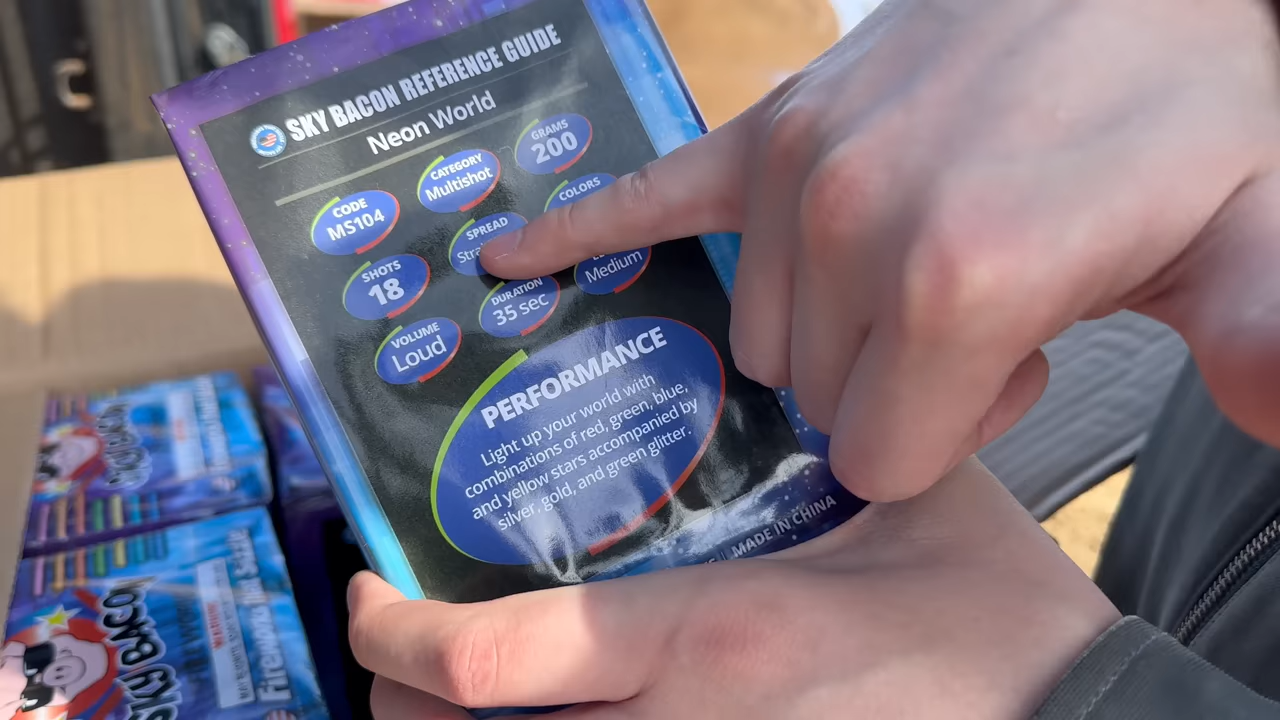 SKY BACON REFERENCE GUIDE
Neon World
CODE
MS104
CATEGORY
Multishot
GRAMS
200
SHOTS
18
SPREAD
COLORS
VOLUME
Loud
DURATION
35 sec
Medium
PERFORMANCE
Light up your world with
combinations of red, green, blue,
and yellow stars accompanied by
silver, gold, and green glitter.
MADE IN CHINA
SKY BACON
SKY BACON